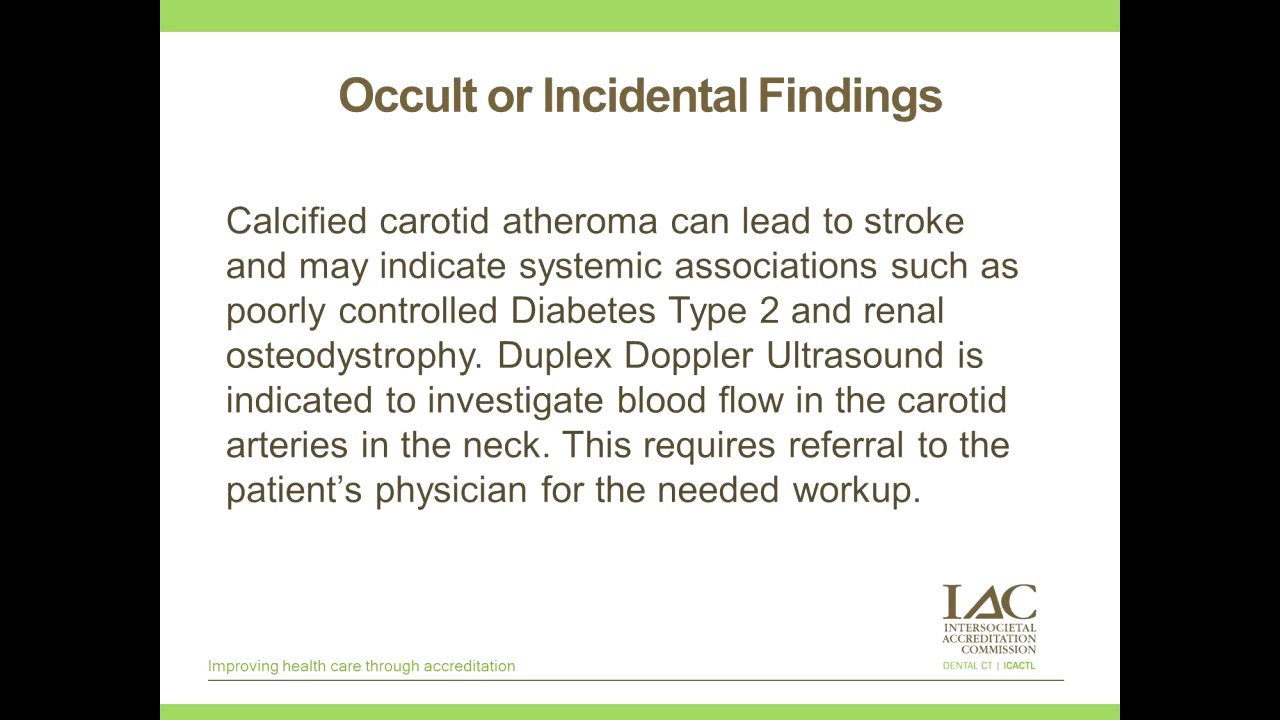 Occult or Incidental Findings
Calcified carotid atheroma can lead to stroke
and may indicate systemic associations such as
poorly controlled Diabetes Type 2 and renal
osteodystrophy. Duplex Doppler Ultrasound is
indicated to investigate blood flow in the carotid
arteries in the neck. This requires referral to the
patient’s physician for the needed workup.
IAC
INTERSOCIETAL
ACCREDITATION
COMMISSION
DENTAL CT | ICACTL
Improving health care through accreditation